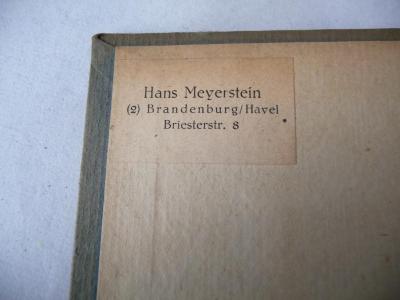 Hans Meyerstein
(2) Brandenburg/Havel
Briesterstr. 8